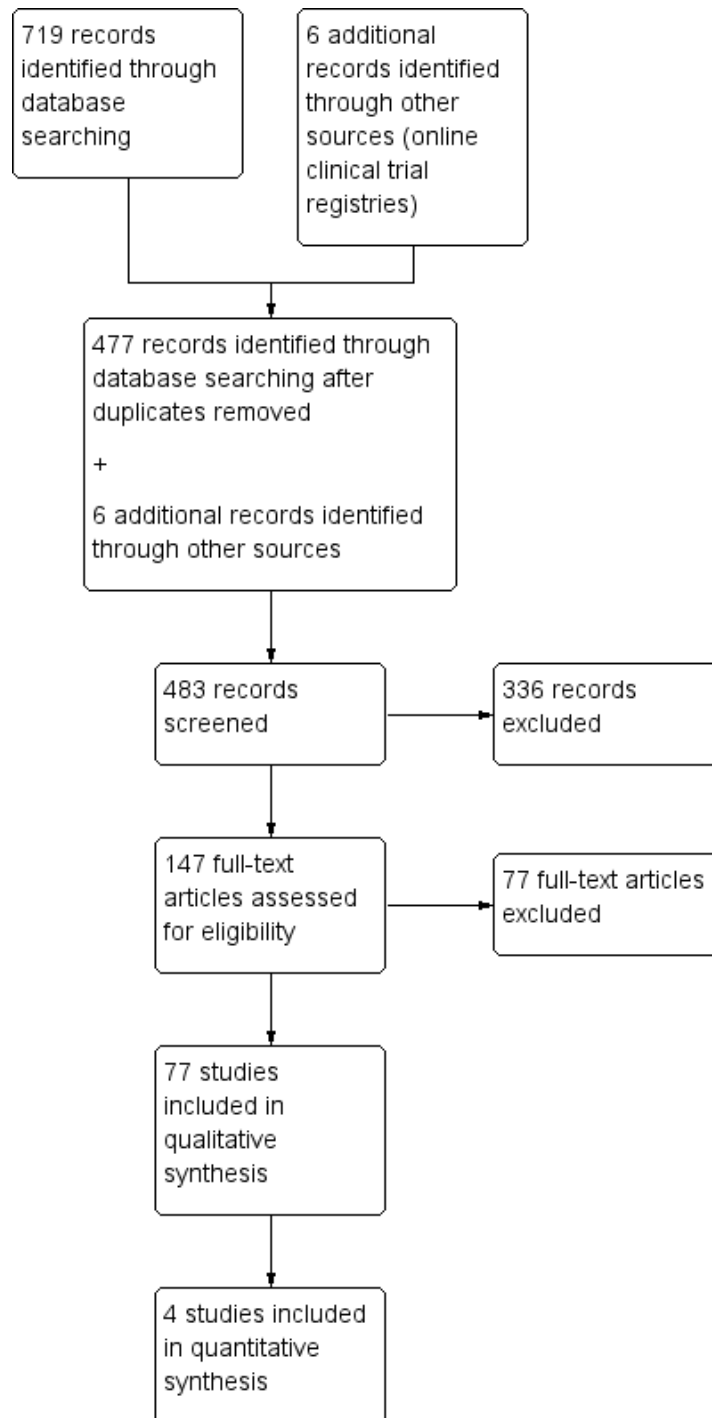 719 records
identified through
database
searching
6 additional
records identified
through other
sources (online
clinical trial
registries)
477 records identified through
database searching after
duplicates removed
+
6 additional records identified
through other sources
483 records
screened
336 records
excluded
147 full-text
articles assessed
for eligibility
77 full-text articles
excluded
77 studies
included in
qualitative
synthesis
4 studies included
in quantitative
synthesis